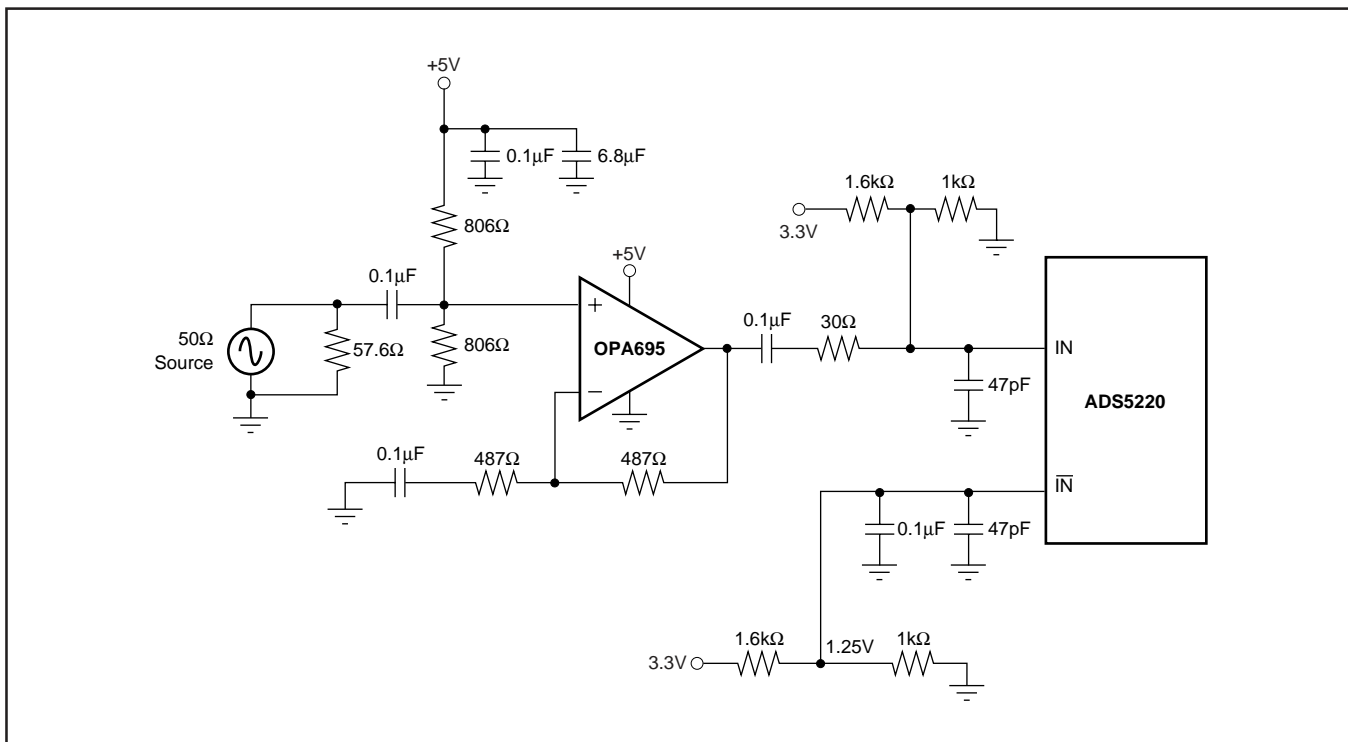 +5V
0.1µF
6.8µF
806Ω
1.6kΩ
1kΩ
3.3V
+5V
0.1µF
50Ω
Source
57.6Ω
806Ω
+
−
OPA695
0.1µF
30Ω
47pF
IN
ADS5220
0.1µF
487Ω
487Ω
IN
0.1µF
47pF
1.6kΩ
1.25V
1kΩ
3.3V